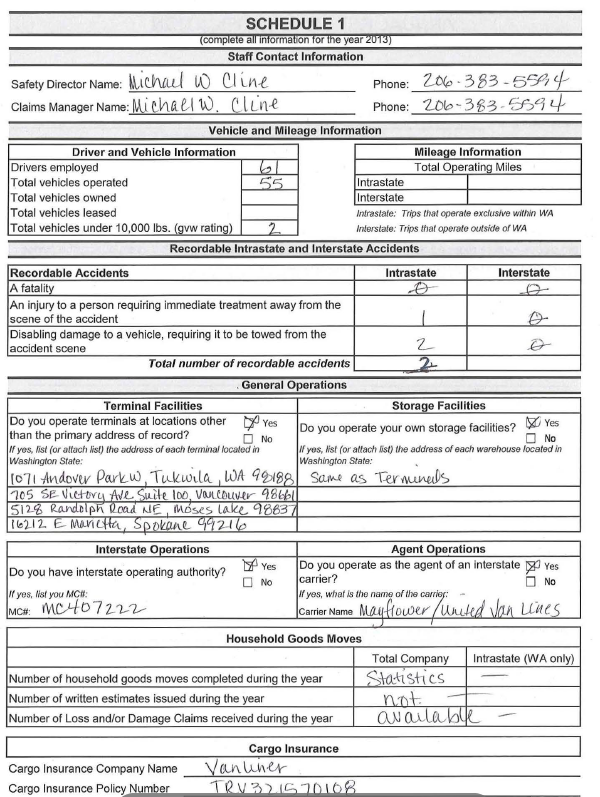 SCHEDULE 1
(complete all information for the year 2013)
Staff Contact Information
Safety Director Name: Michael W Cline Phone: 206-383-5594
Claims Manager Name: Michael W. Cline Phone: 206-383-5594
Vehicle and Mileage Information
Driver and Vehicle Information Mileage Information
Drivers employed 61 Total Operating Miles
Total vehicles operated 55 Intrastate
Total vehicles owned Interstate
Total vehicles leased Intrastate: Trips that operate exclusive within WA
Total vehicles under 10,000 lbs. (gvw rating) 2 Interstate: Trips that operate outside of WA
Recordable Intrastate and Interstate Accidents
Recordable Accidents Intrastate Interstate
A fatality 0 0
An injury to a person requiring immediate treatment away from the
scene of the accident 1 0
Disabling damage to a vehicle, requiring it to be towed from the
accident scene 2 0
Total number of recordable accidents 2
General Operations
Terminal Facilities Storage Facilities
Do you operate terminals at locations other Yes Do you operate your own storage facilities? Yes
than the primary address of record? No No
If yes, list (or attach list) the address of each terminal located in If yes, list (or attach list) the address of each warehouse located in
Washington State: Washington State:
1071 Andover Park W, Tukwila, WA 98188 Same as Terminals
705 SE Victory Ave Suite 100, Vancouver 98661
5128 Randolph Road NE, Moses Lake 98837
16212 E Marietta, Spokane 99216
Interstate Operations Agent Operations
Do you have interstate operating authority? Yes Do you operate as the agent of an interstate Yes
No carrier? No
If yes, list you MC#: If yes, what is the name of the carrier:
MC#: MC407222 Carrier Name Mayflower/United Van Lines
Household Goods Moves
Total Company Intrastate (WA only)
Number of household goods moves completed during the year Statistics —
Number of written estimates issued during the year not —
Number of Loss and/or Damage Claims received during the year available —
Cargo Insurance
Cargo Insurance Company Name Vanliner
Cargo Insurance Policy Number TRV321570108